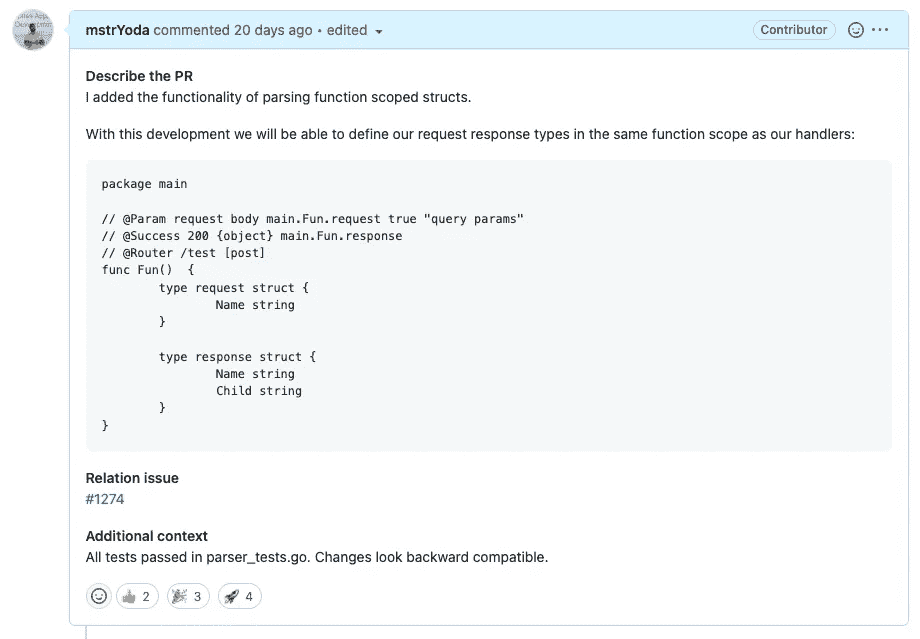 mstrYoda commented 20 days ago • edited
Contributor
Describe the PR
I added the functionality of parsing function scoped structs.
With this development we will be able to define our request response types in the same function scope as our handlers:
package main
// @Param request body main.Fun.request true "query params"
// @Success 200 {object} main.Fun.response
// @Router /test [post]
func Fun()  {
        type request struct {
                Name string
        }
        type response struct {
                Name string
                Child string
        }
}
Relation issue
#1274
Additional context
All tests passed in parser_tests.go. Changes look backward compatible.
2 3 4